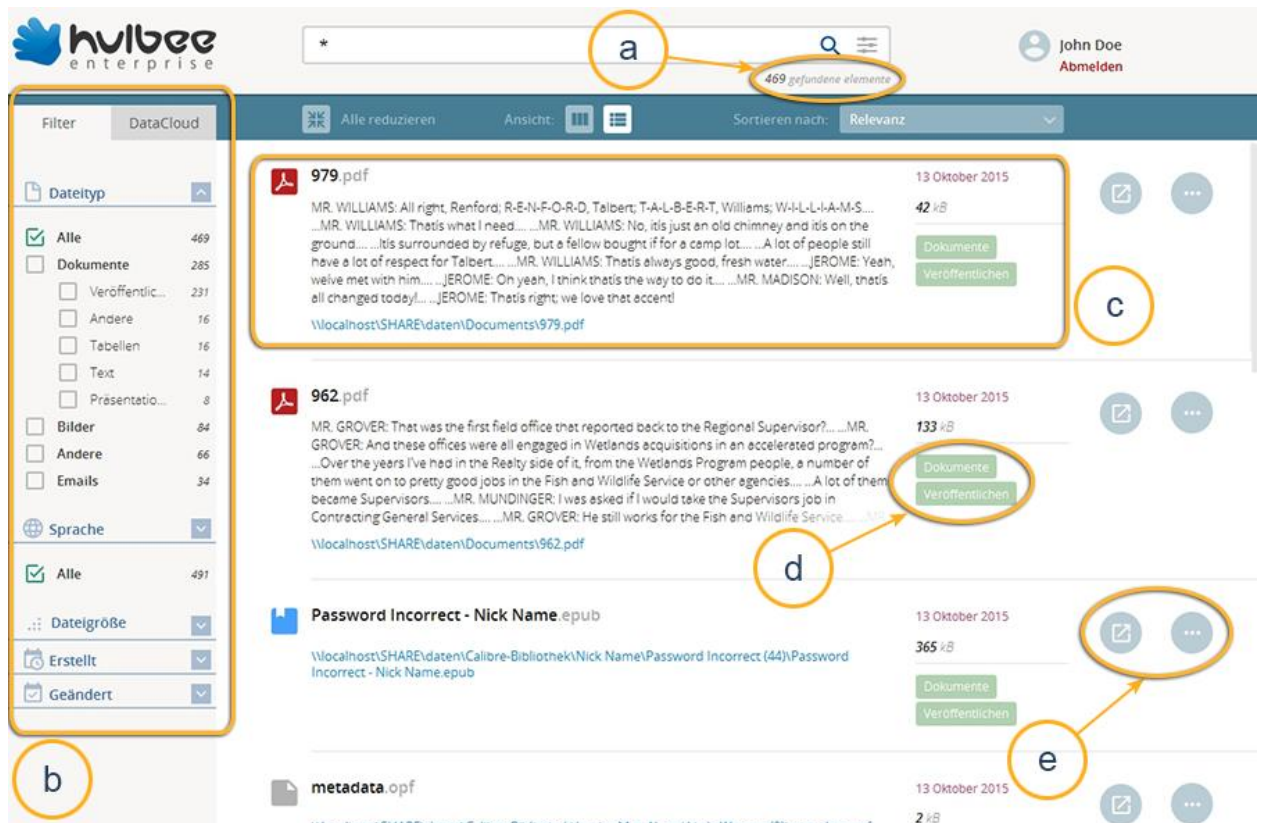 hulbee
enterprise
*
a
469 gefundene elemente
John Doe
Abmelden
Filter
DataCloud
Alle reduzieren
Ansicht:
Sortieren nach:
Relevanz
Dateityp
Alle 469
Dokumente 285
Veröffentlic... 231
Andere 16
Tabellen 16
Text 14
Präsentatio... 8
Bilder 84
Andere 66
Emails 34
Sprache
Alle 491
Dateigröße
Erstellt
Geändert
b
979.pdf
MR. WILLIAMS: All right, Renford; R-E-N-F-O-R-D, Talbert; T-A-L-B-E-R-T, Williams; W-I-L-L-I-A-M-S....
...MR. WILLIAMS: Thatís what I need.... ...MR. WILLIAMS: No, itís just an old chimney and itís on the
ground.... ...Itís surrounded by refuge, but a fellow bought if for a camp lot.... ...A lot of people still
have a lot of respect for Talbert.... ...MR. WILLIAMS: Thatís always good, fresh water.... ...JEROME: Yeah,
weíve met with him.... ...JEROME: Oh yeah, I think thatís the way to do it.... ...MR. MADISON: Well, thatís
all changed today!... ...JEROME: Thatís right; we love that accent!
\\localhost\SHARE\daten\Documents\979.pdf
13 Oktober 2015
42 kB
Dokumente
Veröffentlichen
c
962.pdf
MR. GROVER: That was the first field office that reported back to the Regional Supervisor?... ...MR.
GROVER: And these offices were all engaged in Wetlands acquisitions in an accelerated program?...
...Over the years I've had in the Realty side of it, from the Wetlands Program people, a number of
them went on to pretty good jobs in the Fish and Wildlife Service or other agencies.... ...A lot of them
became Supervisors.... ...MR. MUNDINGER: I was asked if I would take the Supervisors job in
Contracting General Services.... ...MR. GROVER: He still works for the Fish and Wildlife Service.... ...MR
\\localhost\SHARE\daten\Documents\962.pdf
13 Oktober 2015
133 kB
Dokumente
Veröffentlichen
d
Password Incorrect - Nick Name.epub
\\localhost\SHARE\daten\Calibre-Bibliothek\Nick Name\Password Incorrect (44)\Password
Incorrect - Nick Name.epub
13 Oktober 2015
365 kB
Dokumente
Veröffentlichen
e
metadata.opf
13 Oktober 2015
2 kB